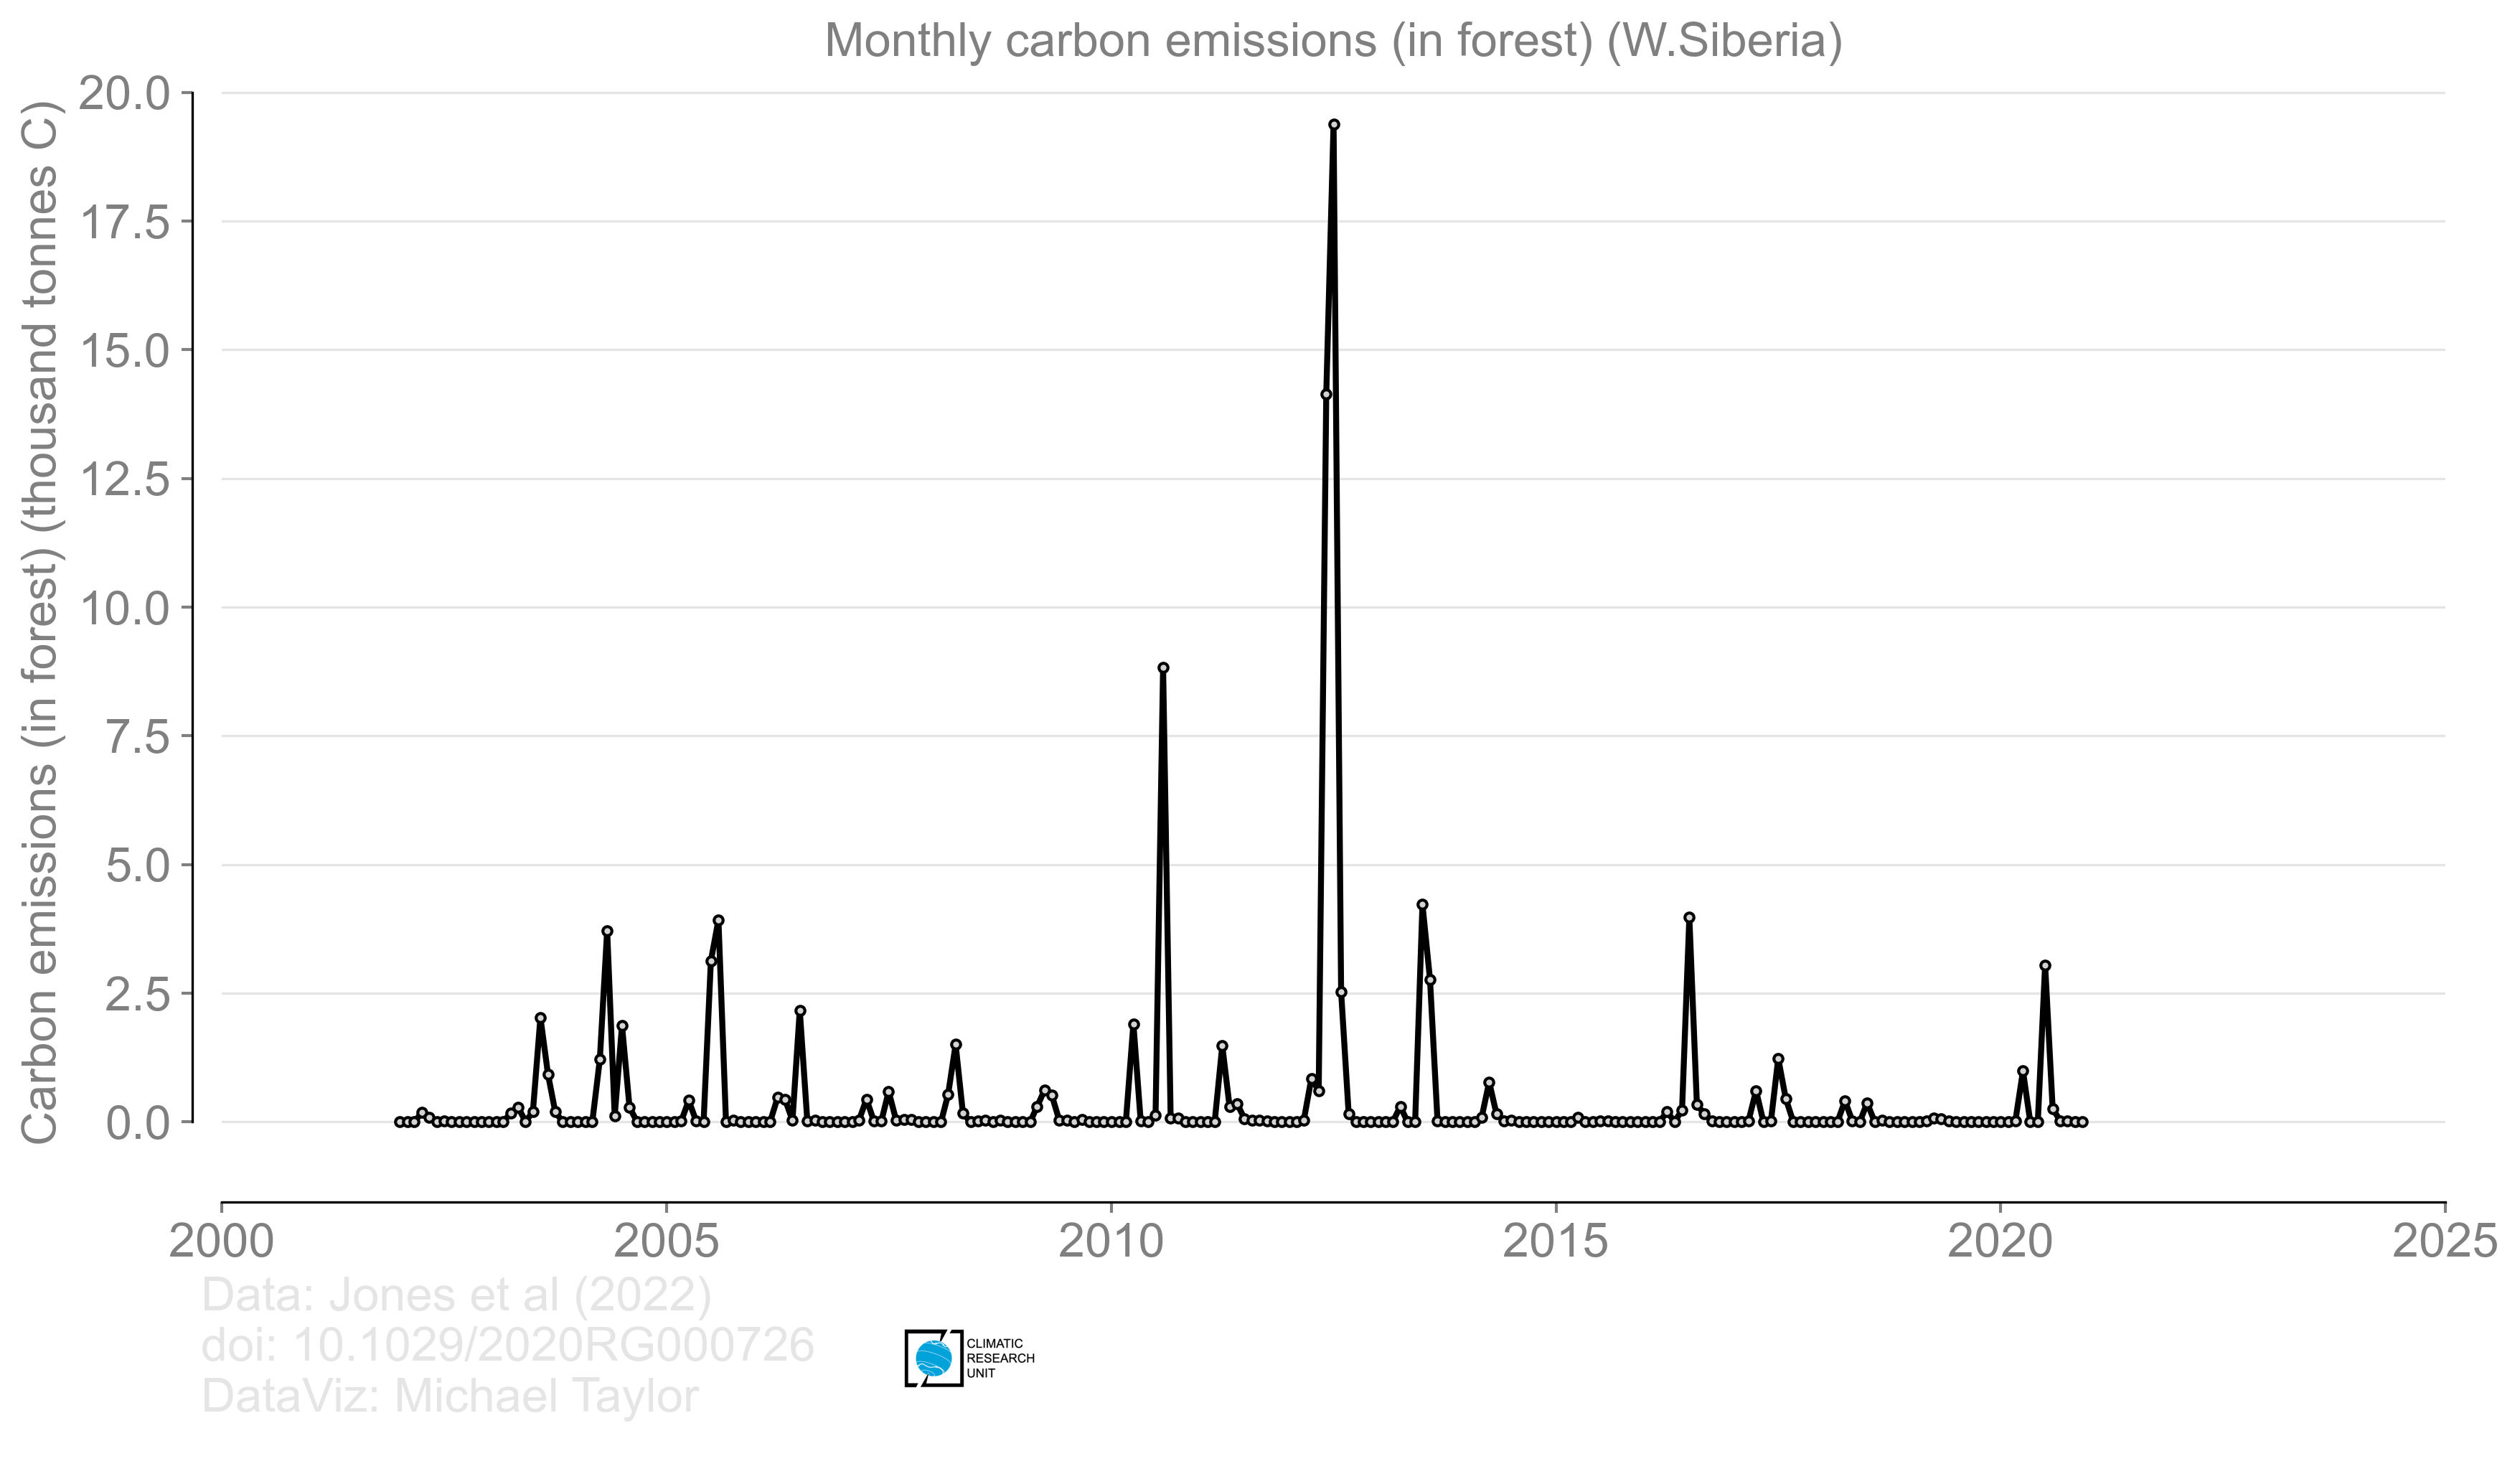 Monthly carbon emissions (in forest) (W.Siberia)
Carbon emissions (in forest) (thousand tonnes C)
20.0
17.5
15.0
12.5
10.0
7.5
5.0
2.5
0.0
2000 2005 2010 2015 2020 2025
Data: Jones et al (2022)
doi: 10.1029/2020RG000726
DataViz: Michael Taylor
CLIMATIC
RESEARCH
UNIT